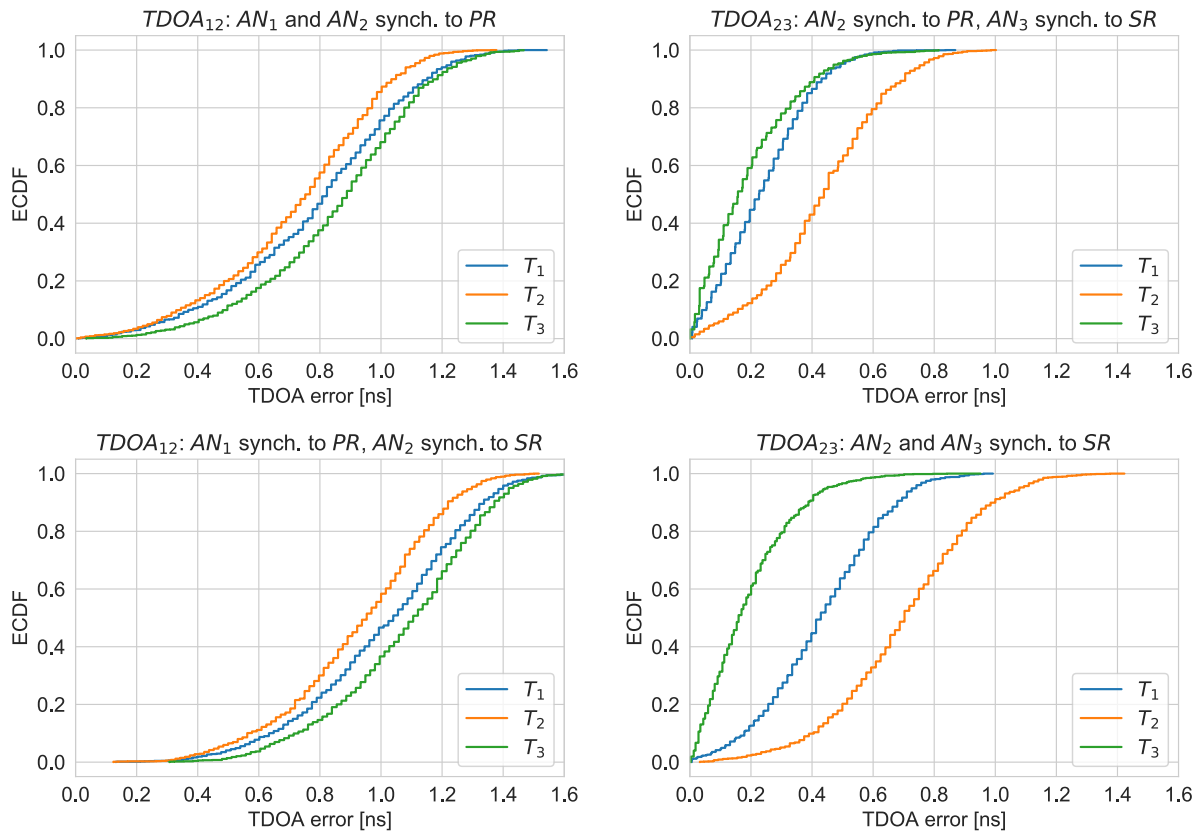 TDOA₁₂: AN₁ and AN₂ synch. to PR
1.0
0.8
0.6
0.4
0.2
0.0
ECDF
T₁
T₂
T₃
0.0 0.2 0.4 0.6 0.8 1.0 1.2 1.4 1.6
TDOA error [ns]
TDOA₂₃: AN₂ synch. to PR, AN₃ synch. to SR
1.0
0.8
0.6
0.4
0.2
0.0
ECDF
T₁
T₂
T₃
0.0 0.2 0.4 0.6 0.8 1.0 1.2 1.4 1.6
TDOA error [ns]
TDOA₁₂: AN₁ synch. to PR, AN₂ synch. to SR
1.0
0.8
0.6
0.4
0.2
0.0
ECDF
T₁
T₂
T₃
0.0 0.2 0.4 0.6 0.8 1.0 1.2 1.4 1.6
TDOA error [ns]
TDOA₂₃: AN₂ and AN₃ synch. to SR
1.0
0.8
0.6
0.4
0.2
0.0
ECDF
T₁
T₂
T₃
0.0 0.2 0.4 0.6 0.8 1.0 1.2 1.4 1.6
TDOA error [ns]